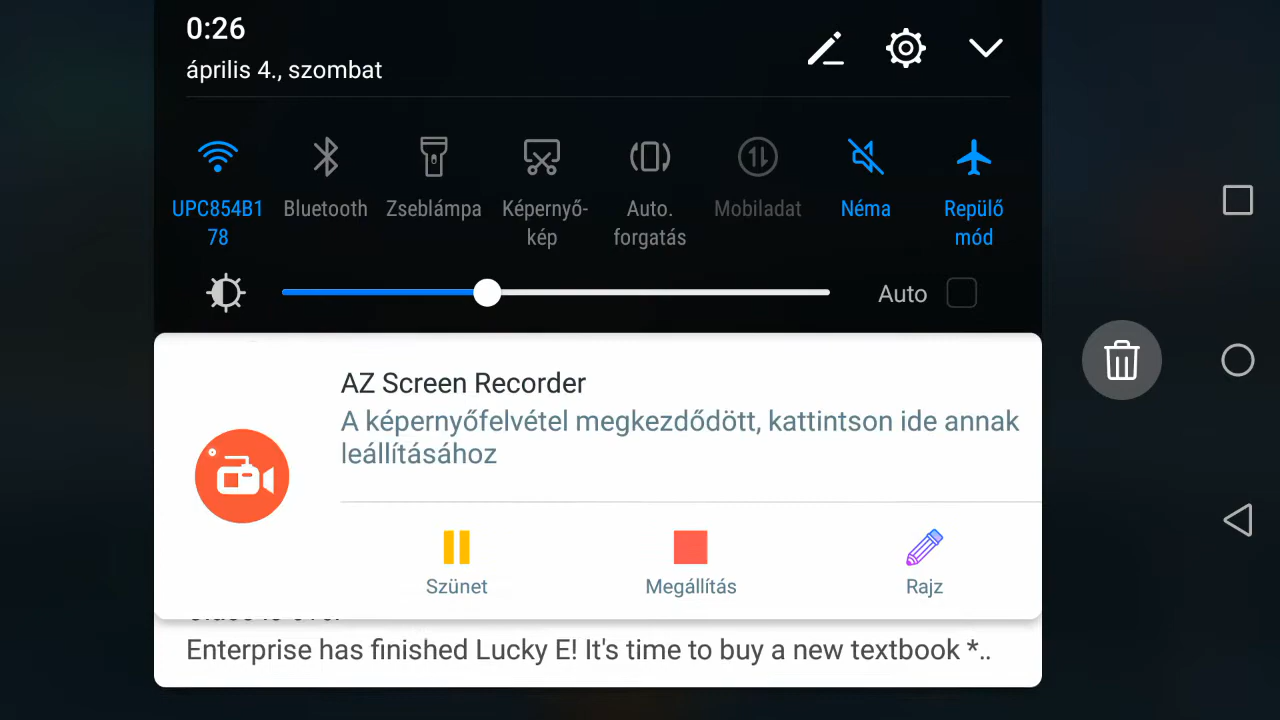 0:26
április 4., szombat
UPC854B1
78
Bluetooth
Zseblámpa
Képernyő-
kép
Auto.
forgatás
Mobiladat
Néma
Repülő
mód
Auto
AZ Screen Recorder
A képernyőfelvétel megkezdődött, kattintson ide annak
leállításához
Szünet
Megállítás
Rajz
Enterprise has finished Lucky E! It's time to buy a new textbook *..